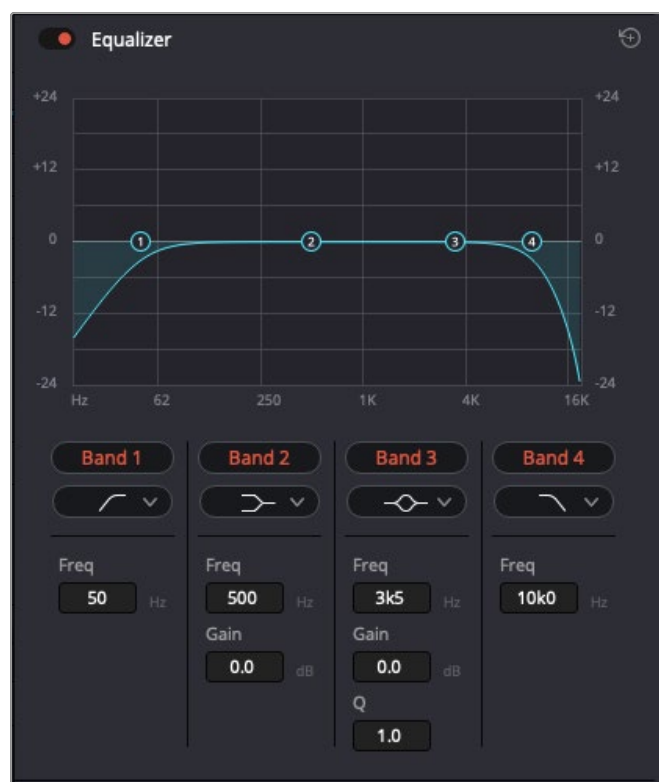 Equalizer
+24 +24
+12 +12
0 1 2 3 4 0
-12 -12
-24 -24
Hz 62 250 1K 4K 16K
Band 1 Band 2 Band 3 Band 4
Freq Freq Freq Freq
50 Hz 500 Hz 3k5 Hz 10k0 Hz
Gain Gain
0.0 dB 0.0 dB
Q
1.0